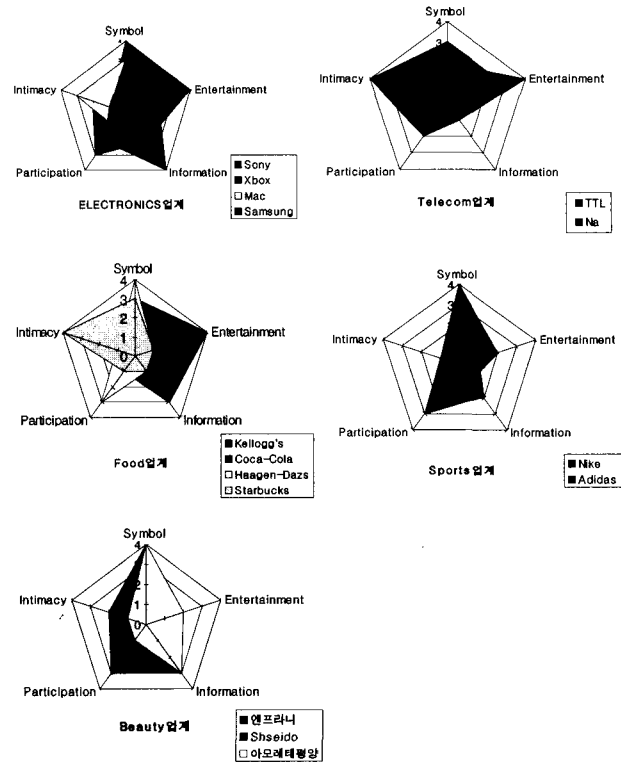 Symbol
4
Intimacy
Entertainment
Participation
Information
ELECTRONICS업계
Sony
Xbox
Mac
Samsung
Symbol
4
3
Intimacy
Entertainment
Participation
Information
Telecom업계
TTL
Na
Symbol
4
3
2
1
0
Intimacy
Entertainment
Participation
Information
Food업계
Kellogg's
Coca-Cola
Haagen-Dazs
Starbucks
Symbol
4
3
Intimacy
Entertainment
Participation
Information
Sports업계
Nike
Adidas
Symbol
4
2
1
0
Intimacy
Entertainment
Participation
Information
Beauty업계
엔프라니
Shseido
아모레태평양